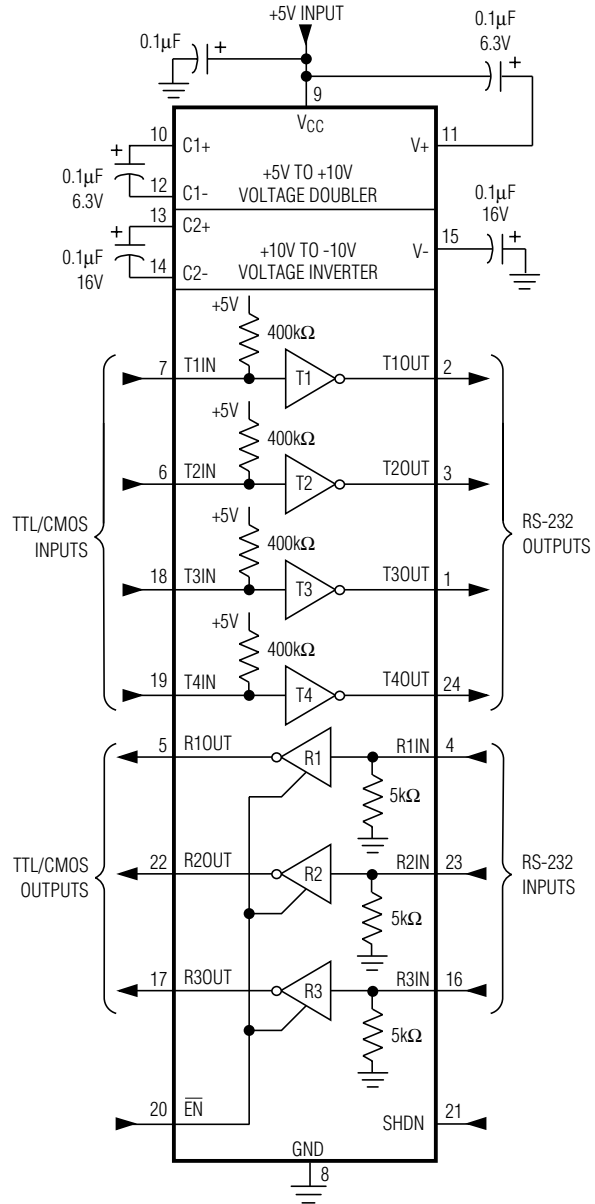 +5V INPUT
0.1μF
+
0.1μF
6.3V
+
9
VCC
10
C1+
V+
11
+
0.1μF
6.3V
+5V TO +10V
VOLTAGE DOUBLER
12
C1-
13
C2+
+
0.1μF
16V
14
C2-
+10V TO -10V
VOLTAGE INVERTER
V-
15
0.1μF
16V
+
+5V
400kΩ
7
T1IN
T1
T1OUT
2
+5V
400kΩ
6
T2IN
T2
T2OUT
3
TTL/CMOS
INPUTS
RS-232
OUTPUTS
+5V
400kΩ
18
T3IN
T3
T3OUT
1
+5V
400kΩ
19
T4IN
T4
T4OUT
24
5
R1OUT
R1
R1IN
4
5kΩ
TTL/CMOS
OUTPUTS
22
R2OUT
R2
R2IN
23
RS-232
INPUTS
5kΩ
17
R3OUT
R3
R3IN
16
5kΩ
20
E̅N̅
SHDN
21
GND
8